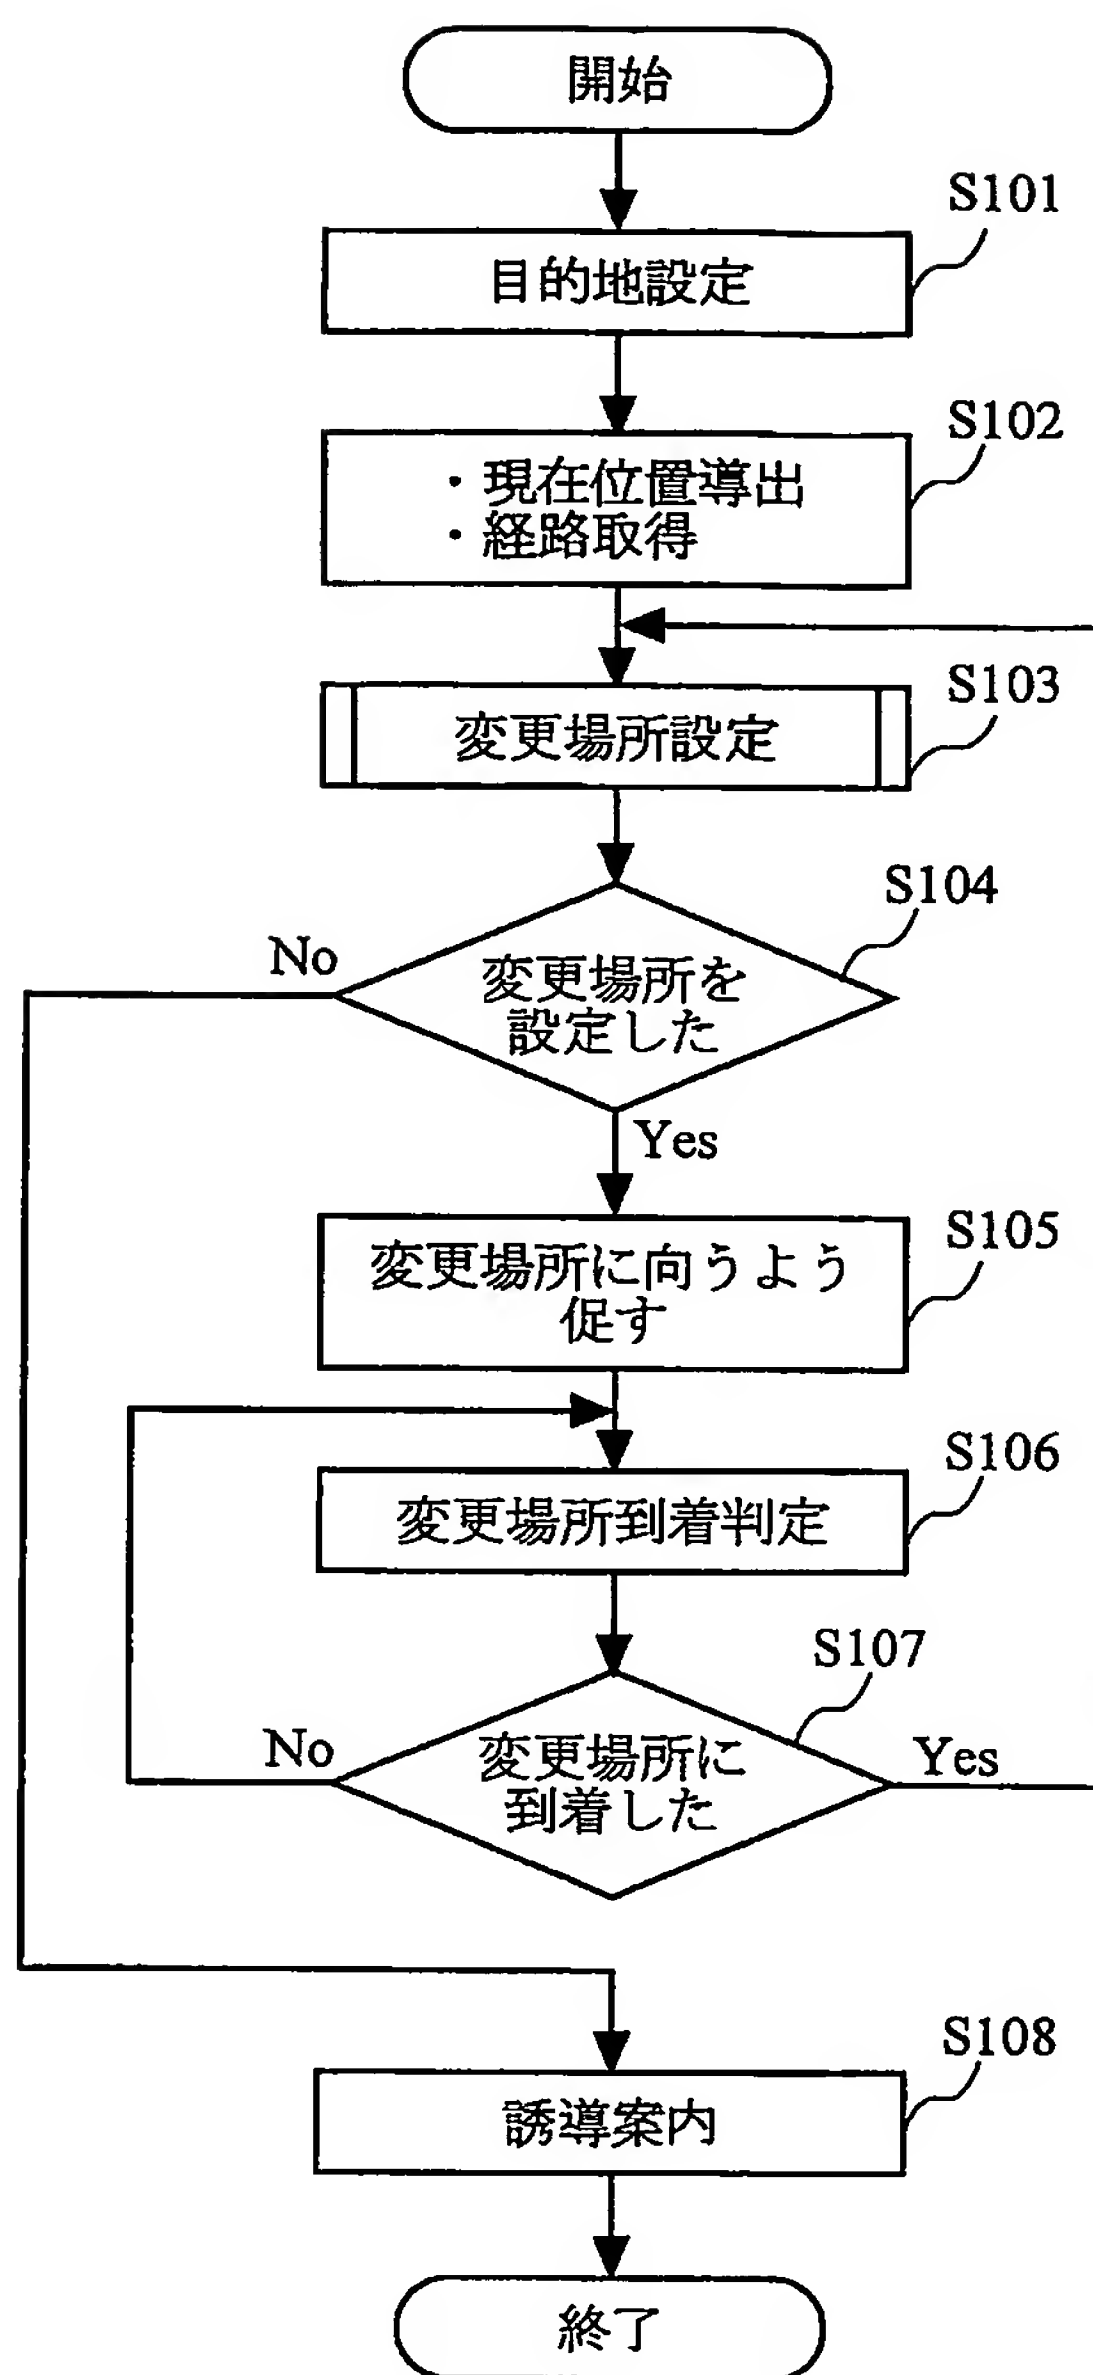 開始
S101
目的地設定
S102
・現在位置導出
・経路取得
S103
変更場所設定
S104
No
変更場所を
設定した
Yes
S105
変更場所に向うよう
促す
S106
変更場所到着判定
S107
No
変更場所に
到着した
Yes
S108
誘導案内
終了